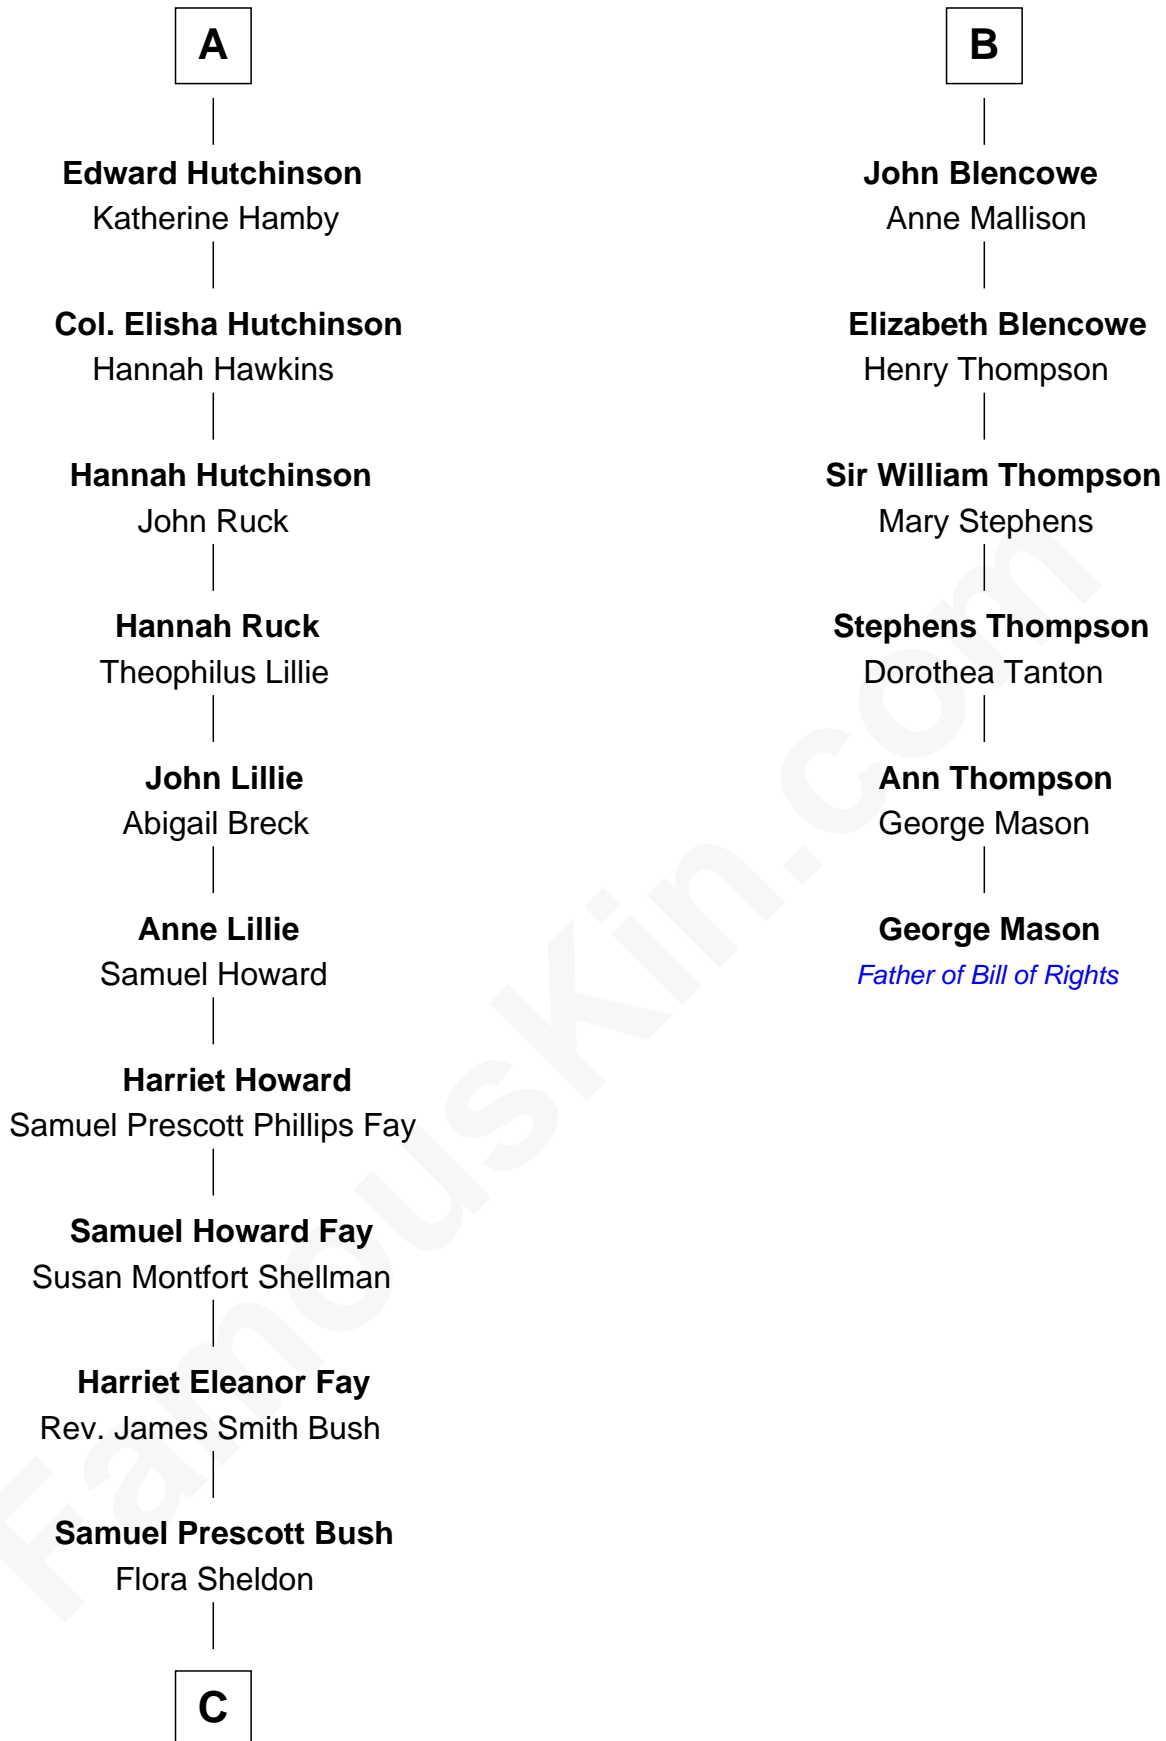 A
Edward Hutchinson
Katherine Hamby
Col. Elisha Hutchinson
Hannah Hawkins
Hannah Hutchinson
John Ruck
Hannah Ruck
Theophilus Lillie
John Lillie
Abigail Breck
Anne Lillie
Samuel Howard
Harriet Howard
Samuel Prescott Phillips Fay
Samuel Howard Fay
Susan Montfort Shellman
Harriet Eleanor Fay
Rev. James Smith Bush
Samuel Prescott Bush
Flora Sheldon
C
B
John Blencowe
Anne Mallison
Elizabeth Blencowe
Henry Thompson
Sir William Thompson
Mary Stephens
Stephens Thompson
Dorothea Tanton
Ann Thompson
George Mason
George Mason
Father of Bill of Rights
FamousKin.com